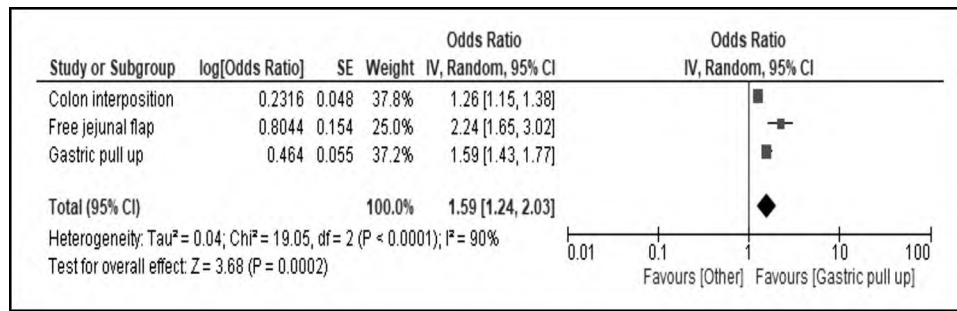 Odds Ratio Odds Ratio
Study or Subgroup log[Odds Ratio] SE Weight IV, Random, 95% CI IV, Random, 95% CI
Colon interposition 0.2316 0.048 37.8% 1.26 [1.15, 1.38]
Free jejunal flap 0.8044 0.154 25.0% 2.24 [1.65, 3.02]
Gastric pull up 0.464 0.055 37.2% 1.59 [1.43, 1.77]
Total (95% CI) 100.0% 1.59 [1.24, 2.03]
Heterogeneity: Tau² = 0.04; Chi² = 19.05, df = 2 (P < 0.0001); I² = 90%
Test for overall effect: Z = 3.68 (P = 0.0002)
0.01 0.1 1 10 100
Favours [Other] Favours [Gastric pull up]